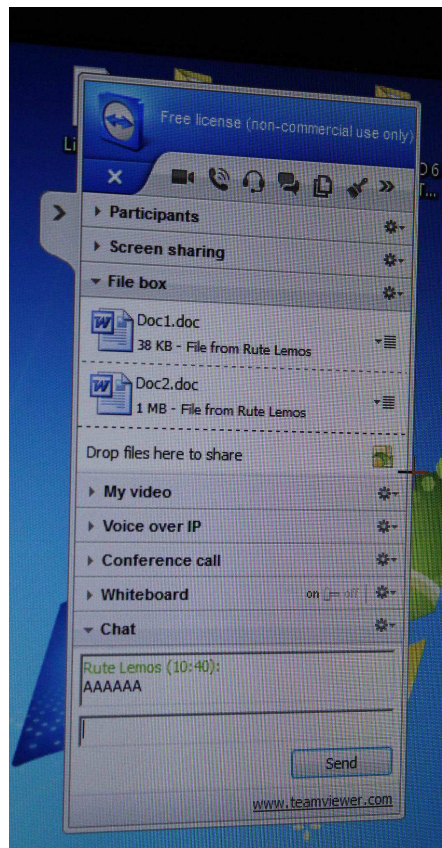 Free license (non-commercial use only)
Participants
Screen sharing
File box
Doc1.doc
38 KB - File from Rute Lemos
Doc2.doc
1 MB - File from Rute Lemos
Drop files here to share
My video
Voice over IP
Conference call
Whiteboard on off
Chat
Rute Lemos (10:40):
AAAAAA
Send
www.teamviewer.com